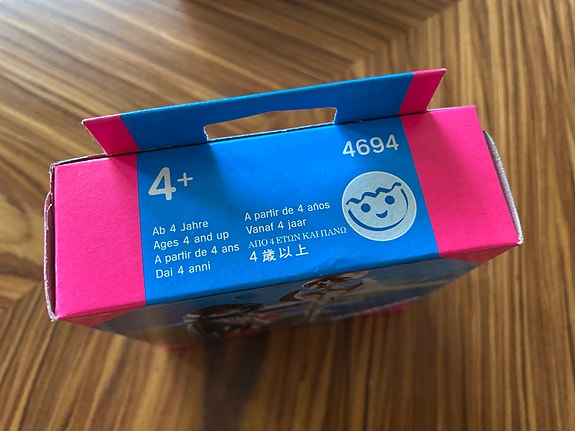 4694
4+
Ab 4 Jahre
Ages 4 and up
A partir de 4 ans
Dai 4 anni
A partir de 4 años
Vanaf 4 jaar
ΑΠΟ 4 ΕΤΩΝ ΚΑΙ ΠΑΝΩ
4 歳以上